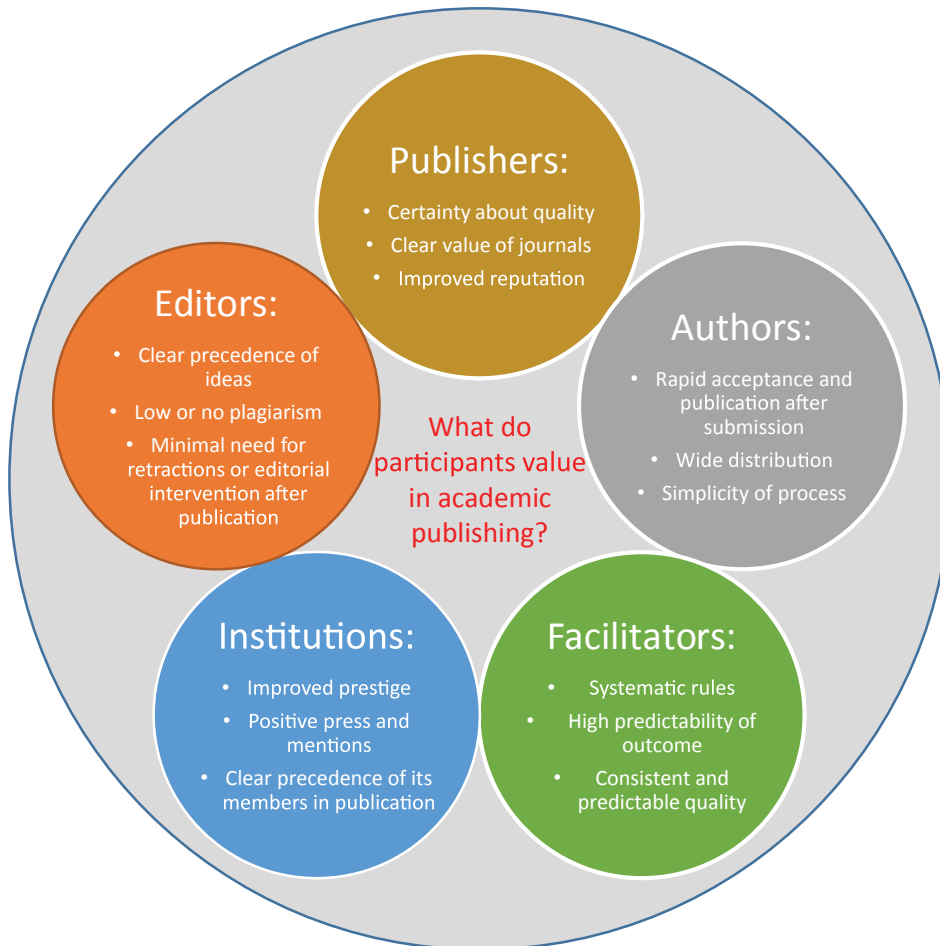 Publishers:
• Certainty about quality
• Clear value of journals
• Improved reputation
Editors:
• Clear precedence of
ideas
• Low or no plagiarism
• Minimal need for
retractions or editorial
intervention after
publication
Authors:
• Rapid acceptance and
publication after
submission
• Wide distribution
• Simplicity of process
What do
participants value
in academic
publishing?
Institutions:
• Improved prestige
• Positive press and
mentions
• Clear precedence of its
members in publication
Facilitators:
• Systematic rules
• High predictability of
outcome
• Consistent and
predictable quality